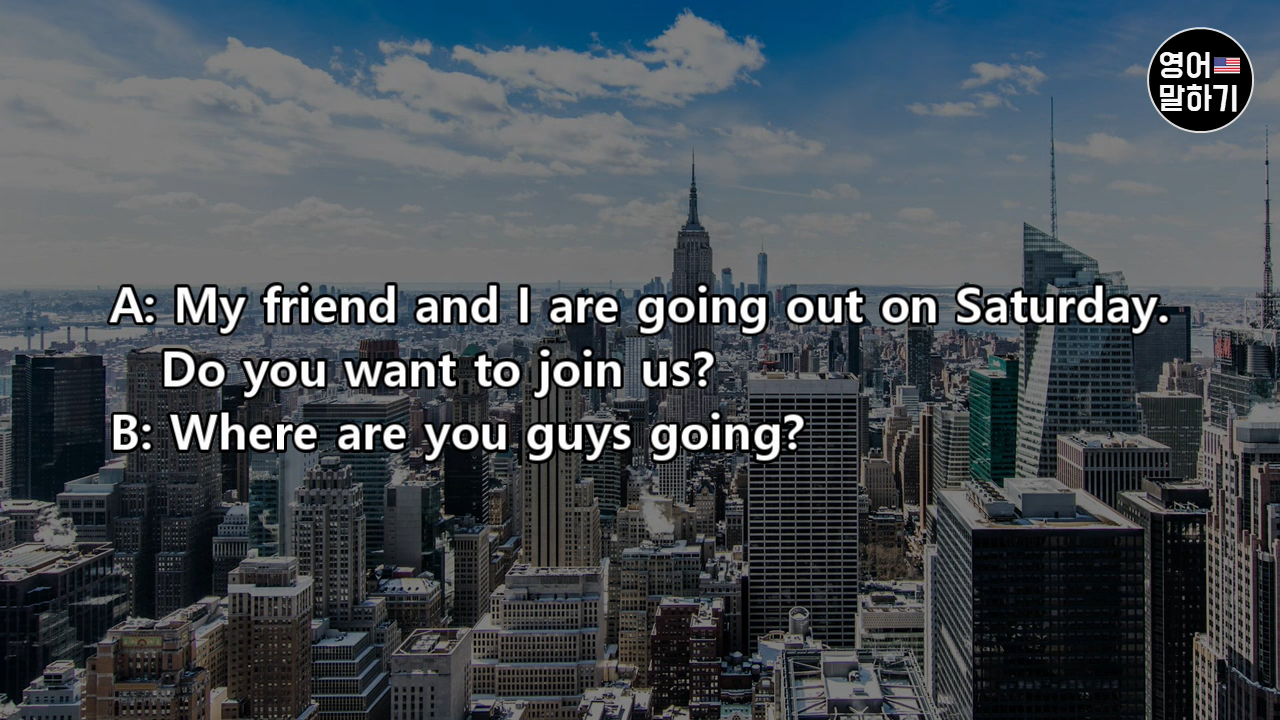 영어
말하기
A: My friend and I are going out on Saturday.
Do you want to join us?
B: Where are you guys going?